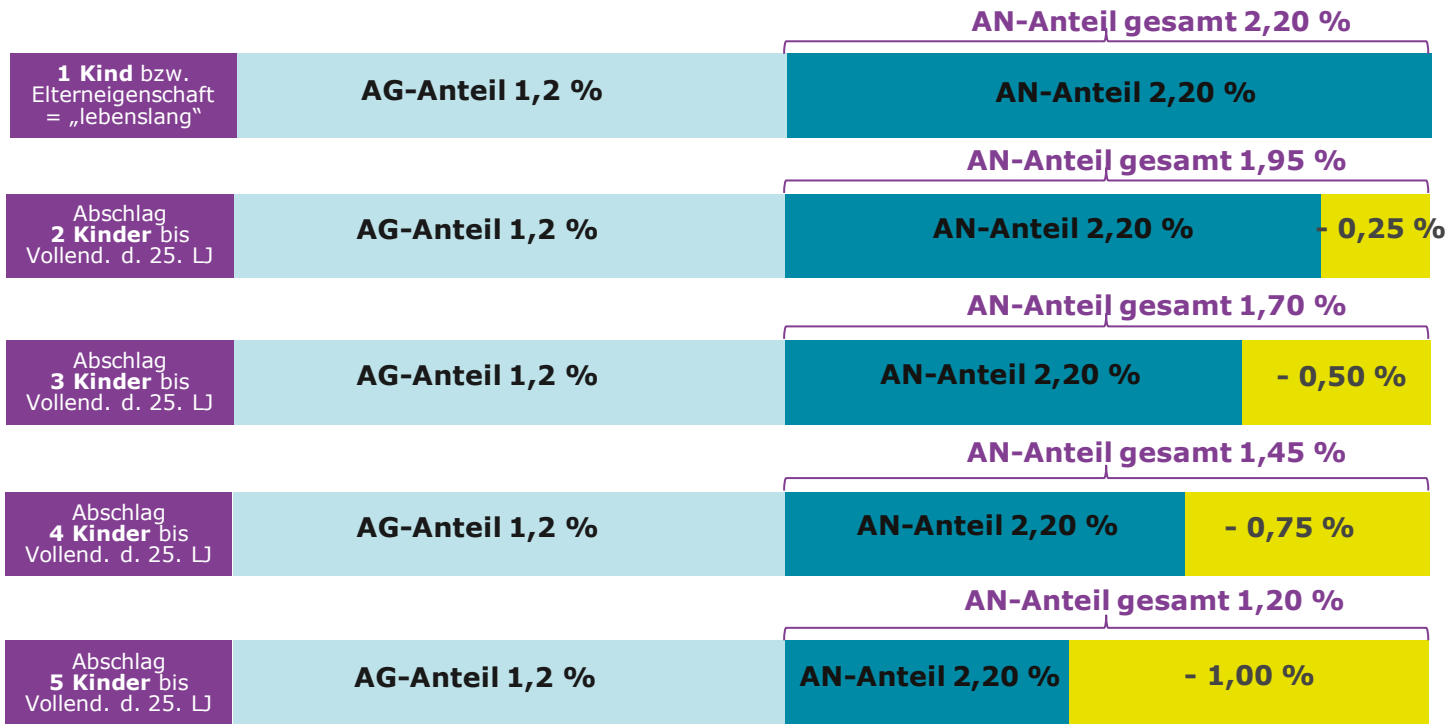 AN-Anteil gesamt 2,20 %
1 Kind bzw.
Elterneigenschaft
= „lebenslang“
AG-Anteil 1,2 %
AN-Anteil 2,20 %
AN-Anteil gesamt 1,95 %
Abschlag
2 Kinder bis
Vollend. d. 25. LJ
AG-Anteil 1,2 %
AN-Anteil 2,20 %
- 0,25 %
AN-Anteil gesamt 1,70 %
Abschlag
3 Kinder bis
Vollend. d. 25. LJ
AG-Anteil 1,2 %
AN-Anteil 2,20 %
- 0,50 %
AN-Anteil gesamt 1,45 %
Abschlag
4 Kinder bis
Vollend. d. 25. LJ
AG-Anteil 1,2 %
AN-Anteil 2,20 %
- 0,75 %
AN-Anteil gesamt 1,20 %
Abschlag
5 Kinder bis
Vollend. d. 25. LJ
AG-Anteil 1,2 %
AN-Anteil 2,20 %
- 1,00 %